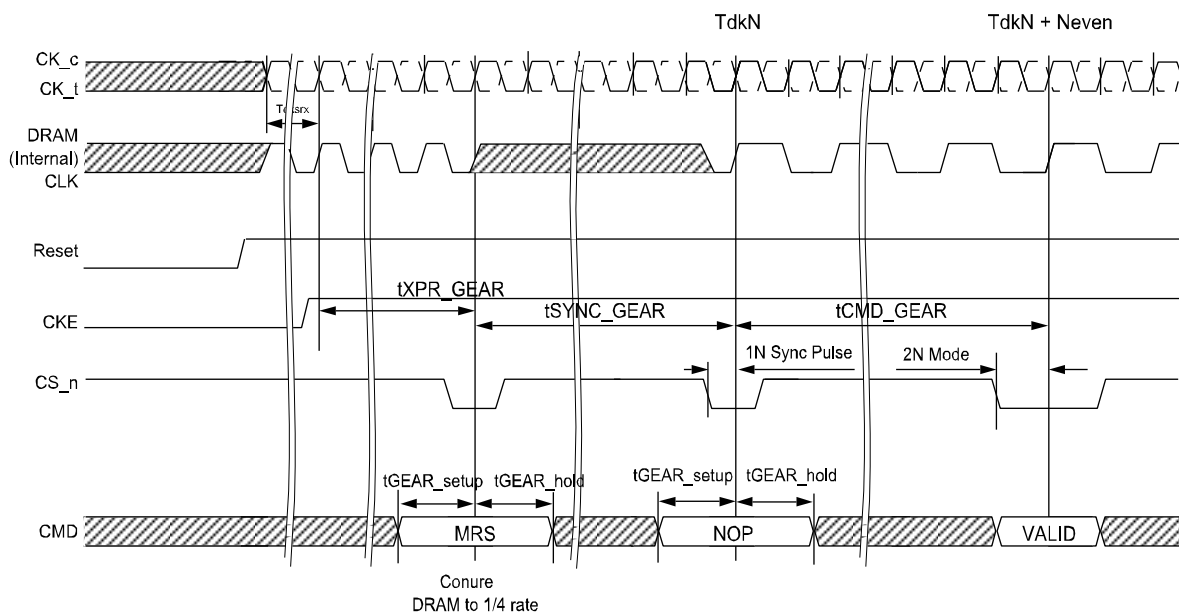 TdkN TdkN + Neven
CK_c
CK_t
DRAM
(Internal)
CLK
Reset
tXPR_GEAR
tSYNC_GEAR tCMD_GEAR
CKE
1N Sync Pulse 2N Mode
CS_n
tGEAR_setup tGEAR_hold tGEAR_setup tGEAR_hold
CMD MRS NOP VALID
Conure
DRAM to 1/4 rate